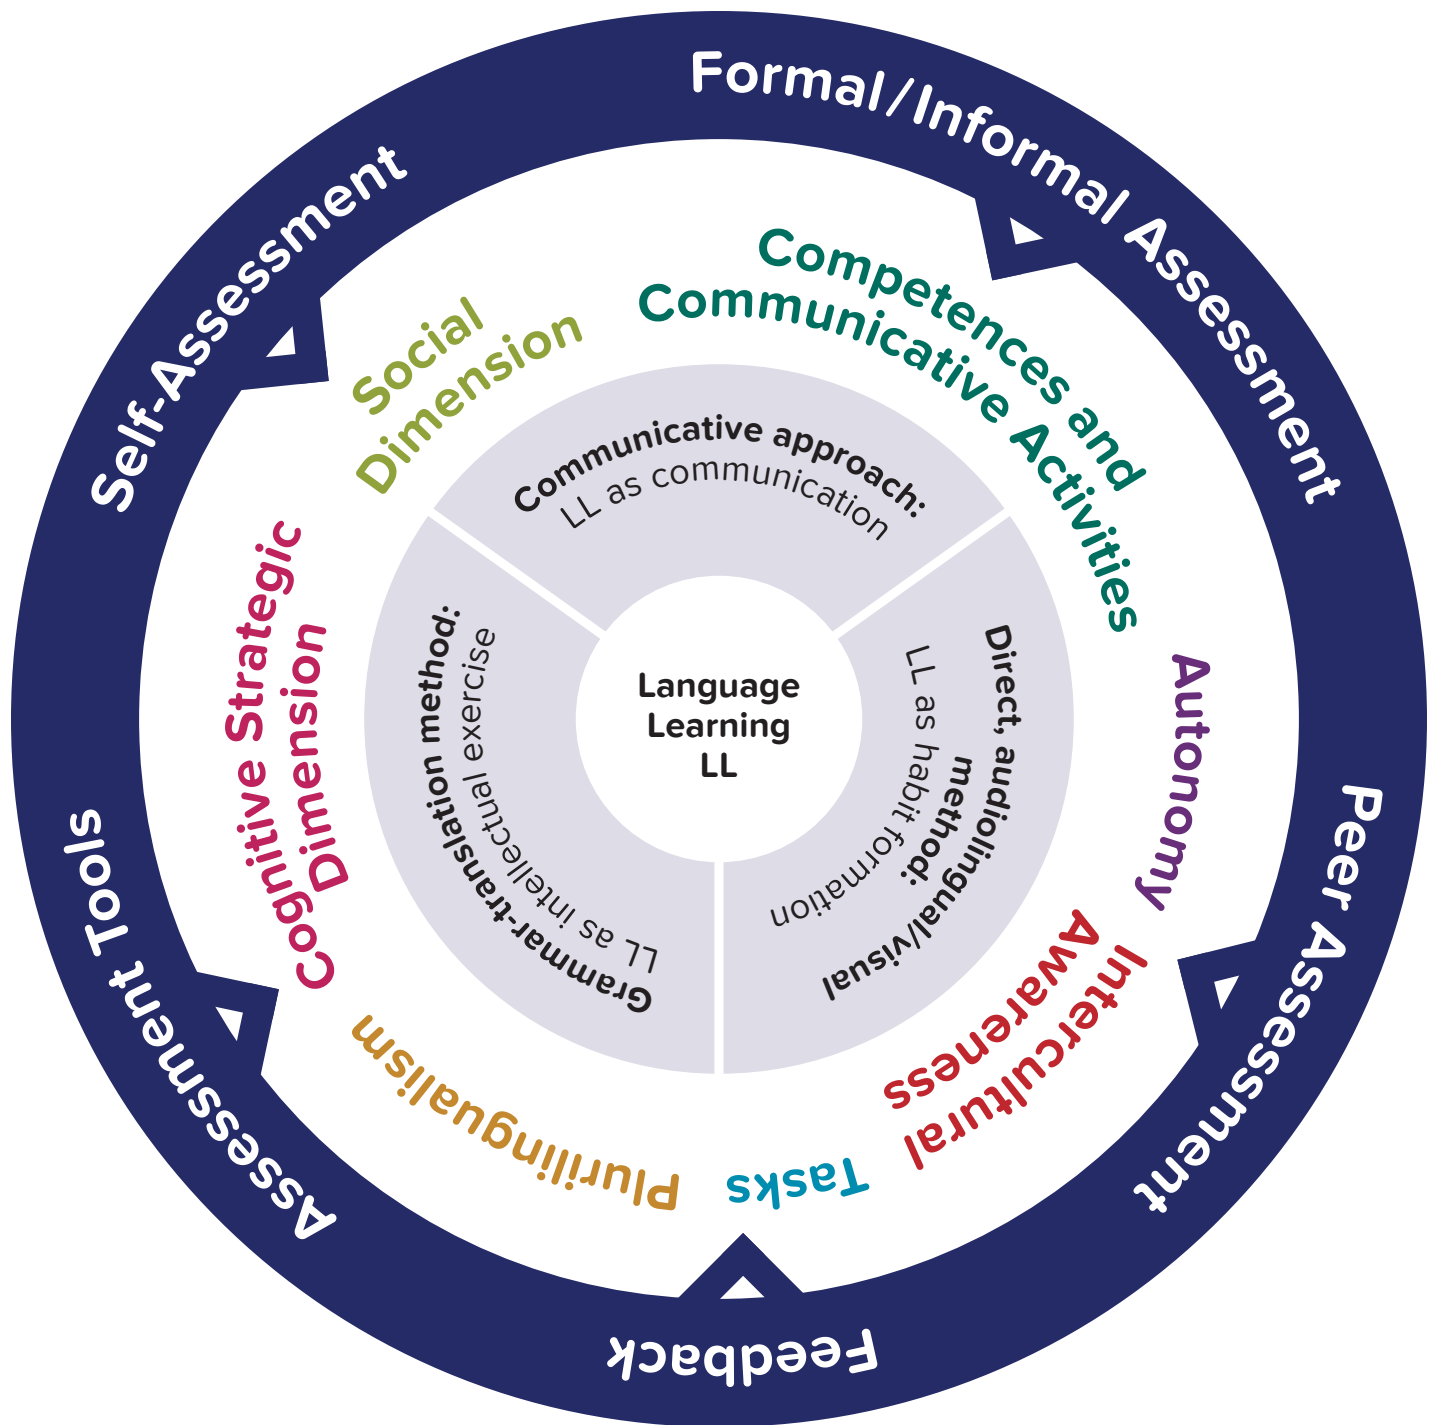 Formal/Informal Assessment
Peer Assessment
Feedback
Assessment Tools
Self-Assessment
Competences and
Communicative Activities
Autonomy
Intercultural
Awareness
Tasks
Plurilingualism
Cognitive Strategic
Dimension
Social
Dimension
Communicative approach:
LL as communication
Direct, audiolingual/visual
method:
LL as habit formation
Grammar-translation method:
LL as intellectual exercise
Language
Learning
LL